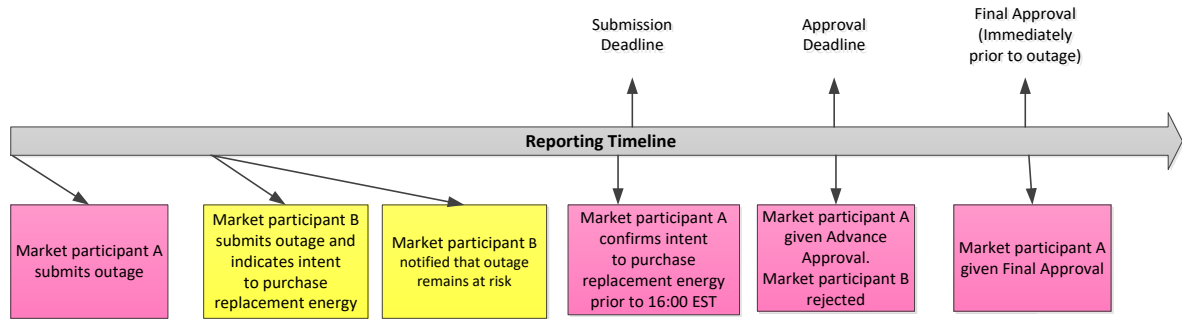 Submission
Deadline
Approval
Deadline
Final Approval
(Immediately
prior to outage)
Reporting Timeline
Market participant A
submits outage
Market participant B
submits outage and
indicates intent
to purchase
replacement energy
Market participant B
notified that outage
remains at risk
Market participant A
confirms intent
to purchase
replacement energy
prior to 16:00 EST
Market participant A
given Advance
Approval.
Market participant B
rejected
Market participant A
given Final Approval